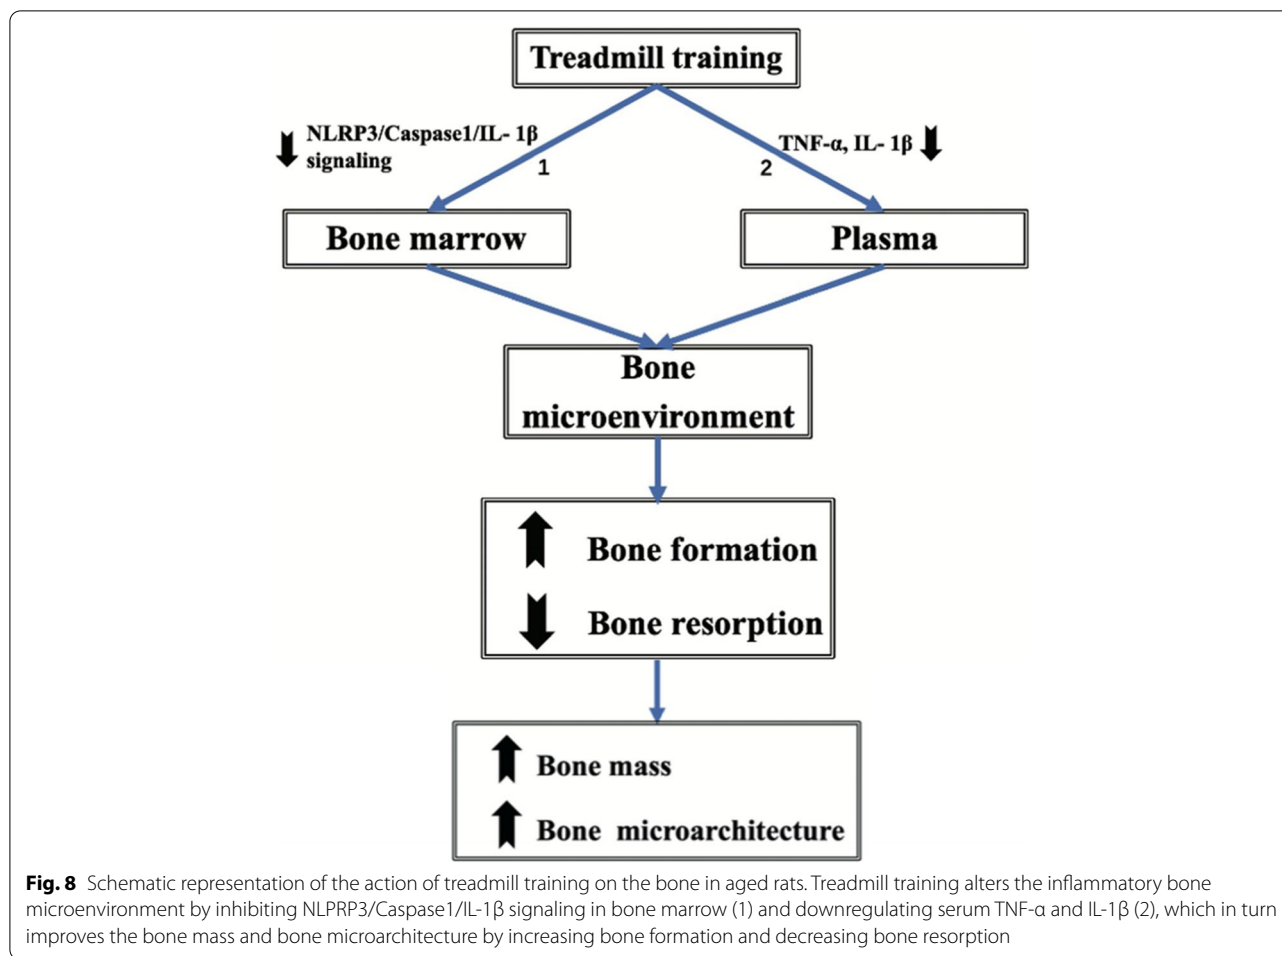 Treadmill training
NLRP3/Caspase1/IL- 1β
signaling
1
TNF-α, IL- 1β
2
Bone marrow
Plasma
Bone
microenvironment
Bone formation
Bone resorption
Bone mass
Bone microarchitecture
Fig. 8 Schematic representation of the action of treadmill training on the bone in aged rats. Treadmill training alters the inflammatory bone
microenvironment by inhibiting NLPRP3/Caspase1/IL-1β signaling in bone marrow (1) and downregulating serum TNF-α and IL-1β (2), which in turn
improves the bone mass and bone microarchitecture by increasing bone formation and decreasing bone resorption